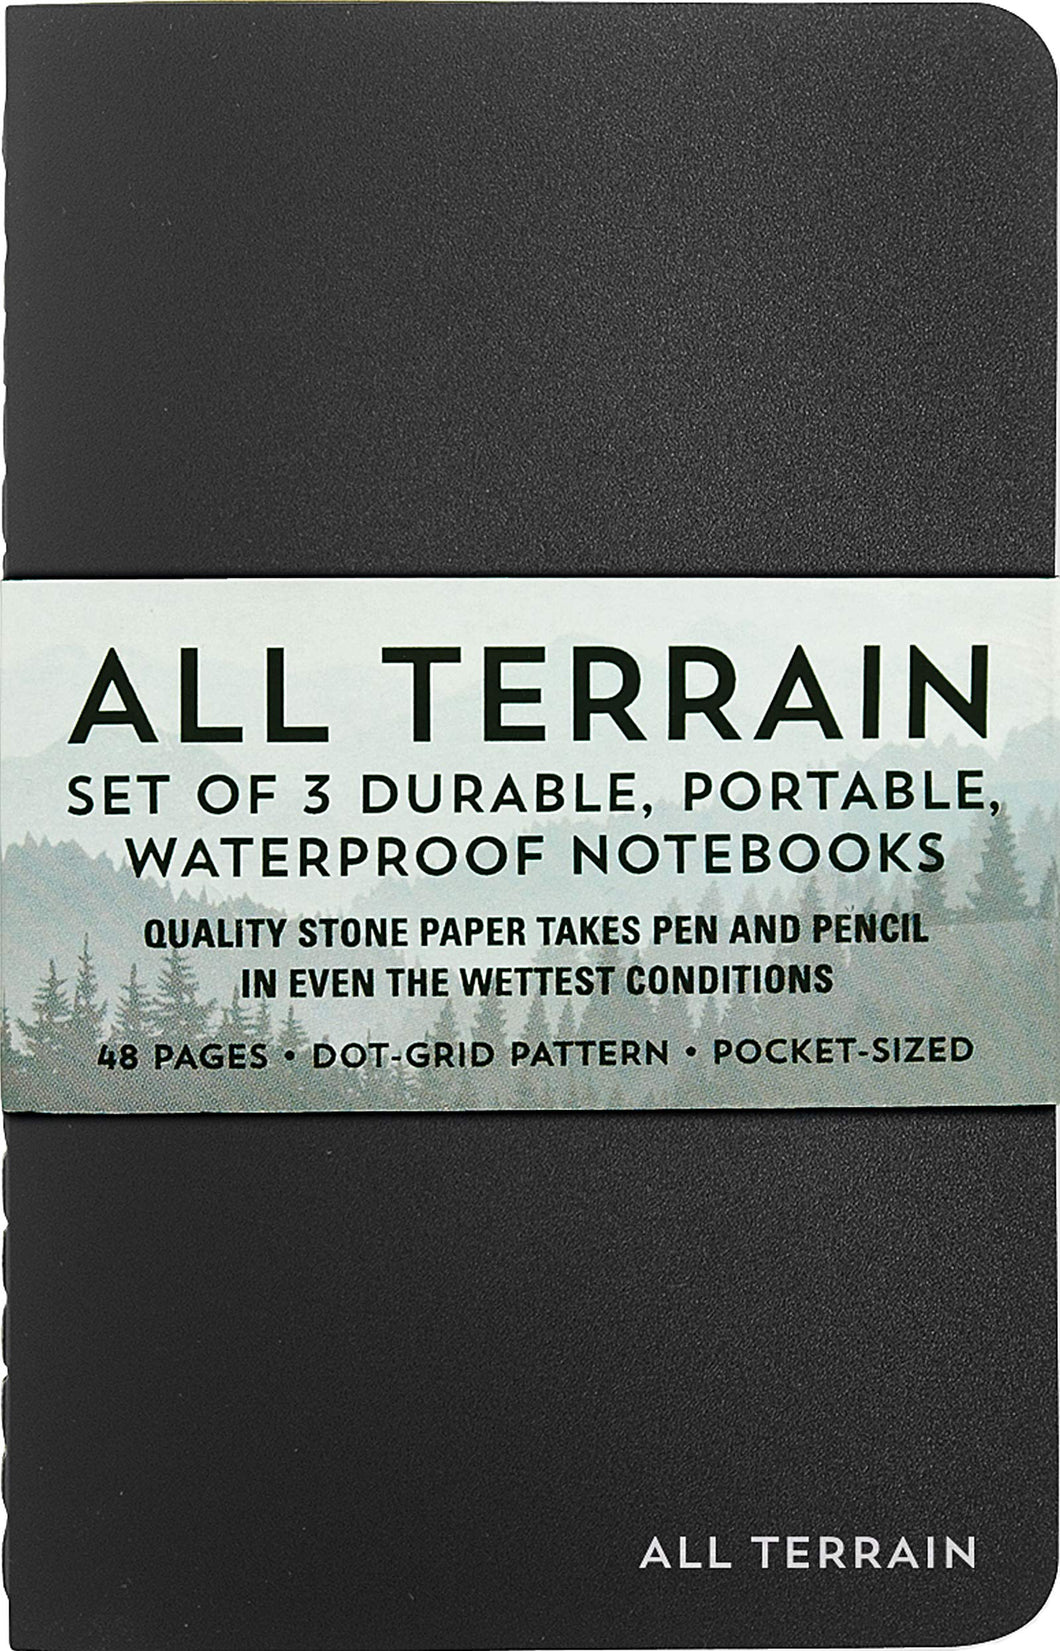 ALL TERRAIN
SET OF 3 DURABLE, PORTABLE,
WATERPROOF NOTEBOOKS
QUALITY STONE PAPER TAKES PEN AND PENCIL
IN EVEN THE WETTEST CONDITIONS
48 PAGES • DOT-GRID PATTERN • POCKET-SIZED
ALL TERRAIN